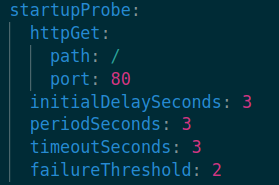 startupProbe:
  httpGet:
    path: /
    port: 80
  initialDelaySeconds: 3
  periodSeconds: 3
  timeoutSeconds: 3
  failureThreshold: 2